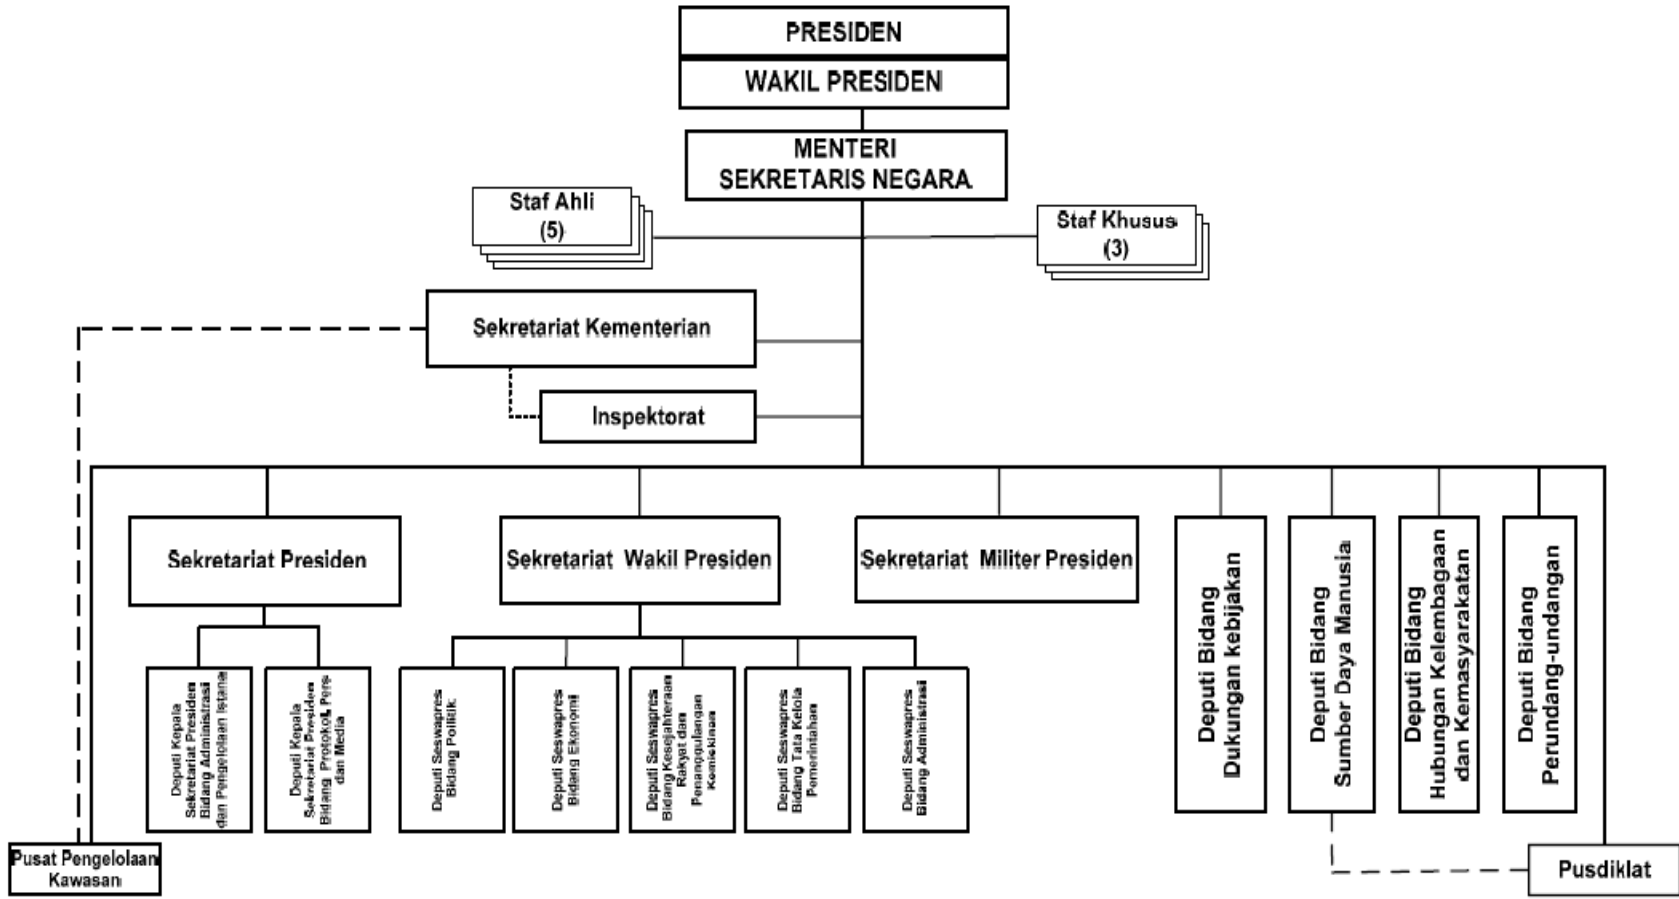 PRESIDEN
WAKIL PRESIDEN
MENTERI
SEKRETARIS NEGARA
Staf Ahli
(5)
Staf Khusus
(3)
Sekretariat Kementerian
Inspektorat
Sekretariat Presiden
Sekretariat Wakil Presiden
Sekretariat Militer Presiden
Deputi Bidang
Dukungan kebijakan
Deputi Bidang
Sumber Daya Manusia
Deputi Bidang
Hubungan Kelembagaan
dan Kemasyarakatan
Deputi Bidang
Perundang-undangan
Deputi Kepala
Sekretariat Presiden
Bidang Administrasi
dan Pengelolaan Istana
Deputi Kepala
Sekretariat Presiden
Bidang Protokol, Pers
dan Media
Deputi Seswapres
Bidang Pollitik
Deputi Seswapres
Bidang Ekonomi
Deputi Seswapres
Bidang Kesejahteraan
Rakyat dan
Penanggulangan
Kemiskinan
Deputi Seswapres
Bidang Tata Kelola
Pemerintahan
Deputi Seswapres
Bidang Administrasi
Pusat Pengelolaan
Kawasan
Pusdiklat